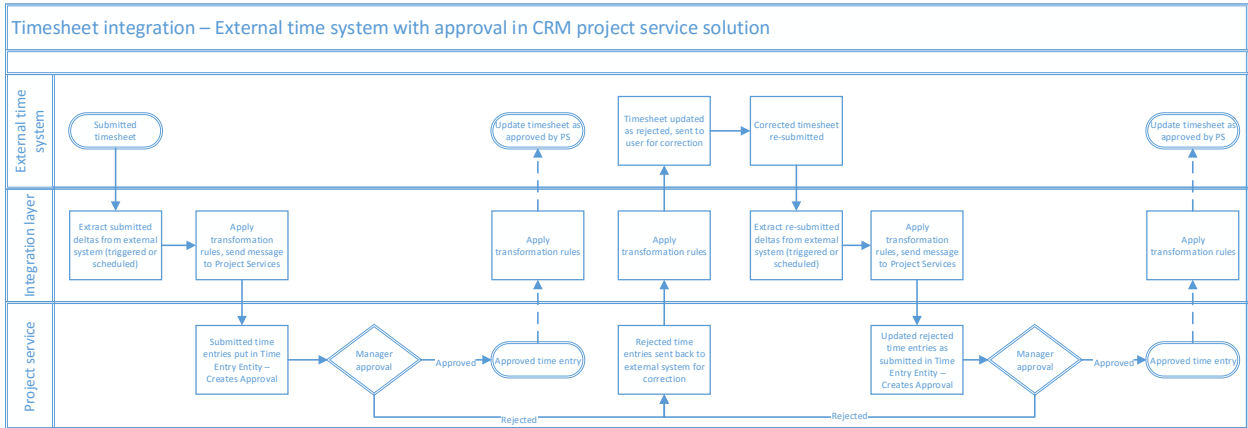 Timesheet integration – External time system with approval in CRM project service solution
External time
system
Submitted
timesheet
Update timesheet as
approved by PS
Timesheet updated
as rejected, sent to
user for correction
Corrected timesheet
re-submitted
Update timesheet as
approved by PS
Integration layer
Extract submitted
deltas from external
system (triggered or
scheduled)
Apply
transformation
rules, send message
to Project Services
Apply
transformation rules
Apply
transformation rules
Extract re-submitted
deltas from external
system (triggered or
scheduled)
Apply
transformation
rules, send message
to Project Services
Apply
transformation rules
Project service
Submitted time
entries put in Time
Entry Entity –
Creates Approval
Manager
approval
Approved
Approved time entry
Rejected time
entries sent back to
external system for
correction
Updated rejected
time entries as
submitted in Time
Entry Entity –
Creates Approval
Manager
approval
Approved
Approved time entry
Rejected
Rejected